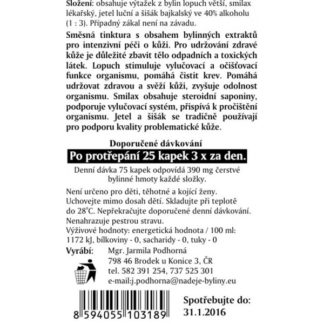 Složení: obsahuje výtažek z bylin lopuch větší, smilax
lékařský, jetel luční a šišák bajkalský ve 40% alkoholu
(1 : 3). Případný zákal není na závadu.
Směsná tinktura s obsahem bylinných extraktů
pro intenzivní péči o kůži. Pro udržování zdravé
kůže je důležité zbavit tělo odpadních a toxických
látek. Lopuch stimuluje vylučovací a očišťovací
funkce organismu, pomáhá čistit krev. Pomáhá
udržovat zdravou a svěží kůži, zvyšuje odolnost
organismu. Smilax obsahuje steroidní saponiny,
podporuje vylučovací systém, přispívá k pročištění
organismu. Jetel a šišák se tradičně používají
pro podporu kvality problematické kůže.
Doporučené dávkování
Po protřepání 25 kapek 3 x za den.
Denní dávka 75 kapek odpovídá 390 mg čerstvé
bylinné hmoty každé složky.
Není určeno pro děti, těhotné a kojící ženy.
Uchovejte mimo dosah dětí. Skladujte při teplotě
do 28°C. Nepřekračujte doporučené denní dávkování.
Nenahrazuje pestrou stravu.
Výživové hodnoty: energetická hodnota / 100 ml:
1172 kJ, bílkoviny - 0, sacharidy - 0, tuky - 0
Vyrábí: Mgr. Jarmila Podhorná
798 46 Brodek u Konice 3, ČR
tel. 582 391 254, 737 525 301
e-mail:j.podhorna@nadeje-byliny.eu
Spotřebujte do:
31.1.2016
8 594055 103189